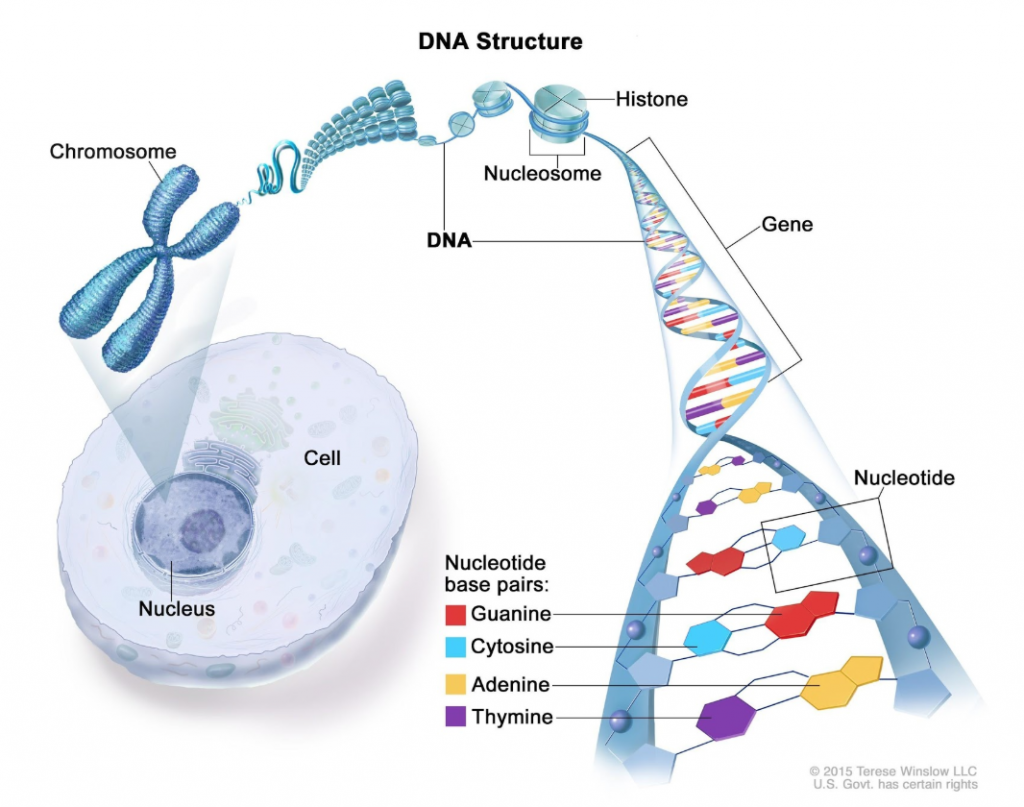 DNA Structure
Histone
Chromosome
Nucleosome
Gene
DNA
Cell
Nucleotide
Nucleotide
base pairs:
Guanine
Cytosine
Adenine
Thymine
Nucleus
© 2015 Terese Winslow LLC
U.S. Govt. has certain rights